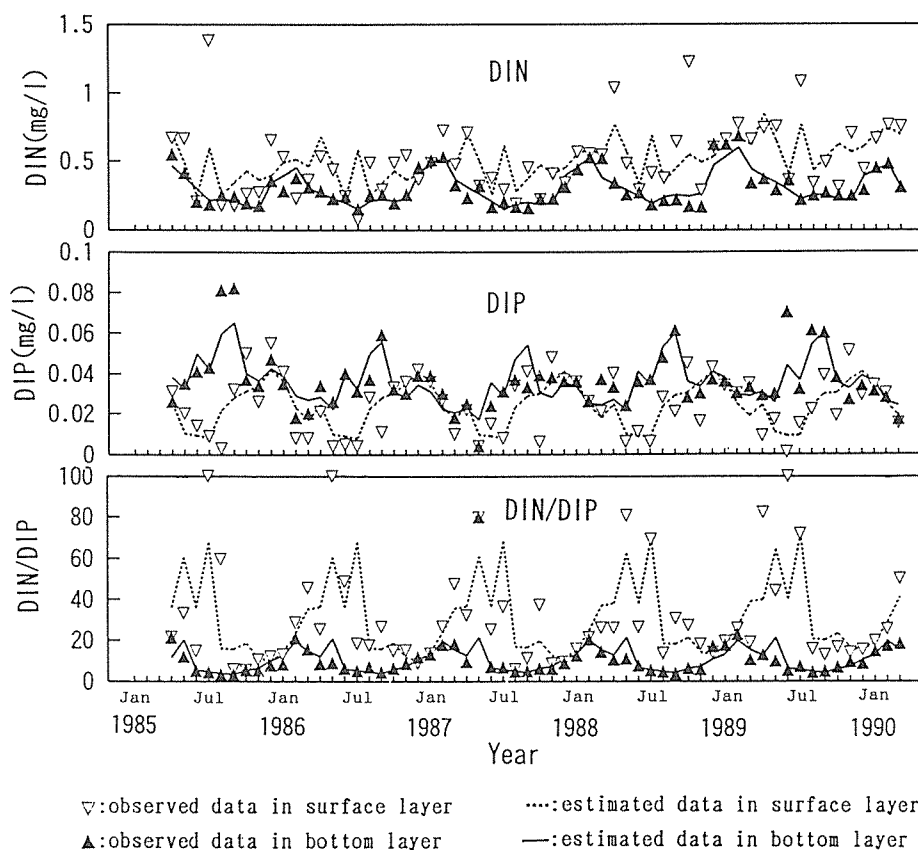 1.5
DIN
1
0.5
0
DIN(mg/l)
0.1
DIP
0.08
0.06
0.04
0.02
0
DIP(mg/l)
100
DIN/DIP
80
60
40
20
0
DIN/DIP
Jan Jul Jan Jul Jan Jul Jan Jul Jan Jul Jan
1985 1986 1987 1988 1989 1990
Year
▽:observed data in surface layer
▲:observed data in bottom layer
┈:estimated data in surface layer
—:estimated data in bottom layer